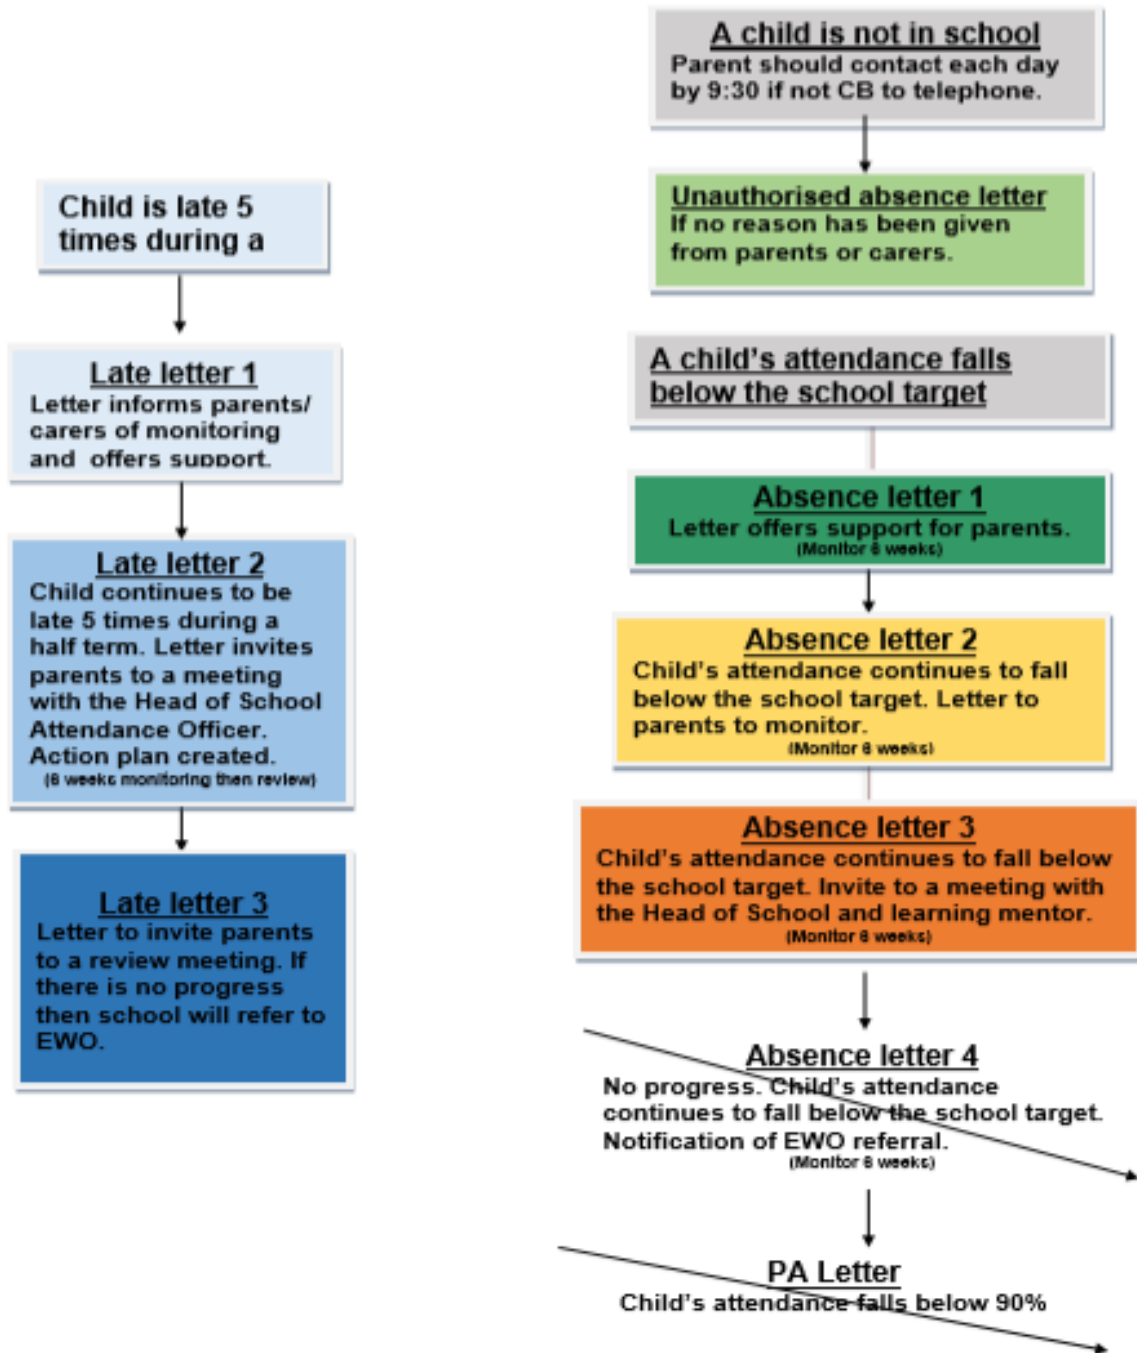 Child is late 5
times during a
Late letter 1
Letter informs parents/
carers of monitoring
and offers support.
Late letter 2
Child continues to be
late 5 times during a
half term. Letter invites
parents to a meeting
with the Head of School
Attendance Officer.
Action plan created.
(6 weeks monitoring then review)
Late letter 3
Letter to invite parents
to a review meeting. If
there is no progress
then school will refer to
EWO.
A child is not in school
Parent should contact each day
by 9:30 if not CB to telephone.
Unauthorised absence letter
If no reason has been given
from parents or carers.
A child's attendance falls
below the school target
Absence letter 1
Letter offers support for parents.
(Monitor 6 weeks)
Absence letter 2
Child's attendance continues to fall
below the school target. Letter to
parents to monitor.
(Monitor 6 weeks)
Absence letter 3
Child's attendance continues to fall below
the school target. Invite to a meeting with
the Head of School and learning mentor.
(Monitor 6 weeks)
Absence letter 4
No progress. Child's attendance
continues to fall below the school target.
Notification of EWO referral.
(Monitor 6 weeks)
PA Letter
Child's attendance falls below 90%